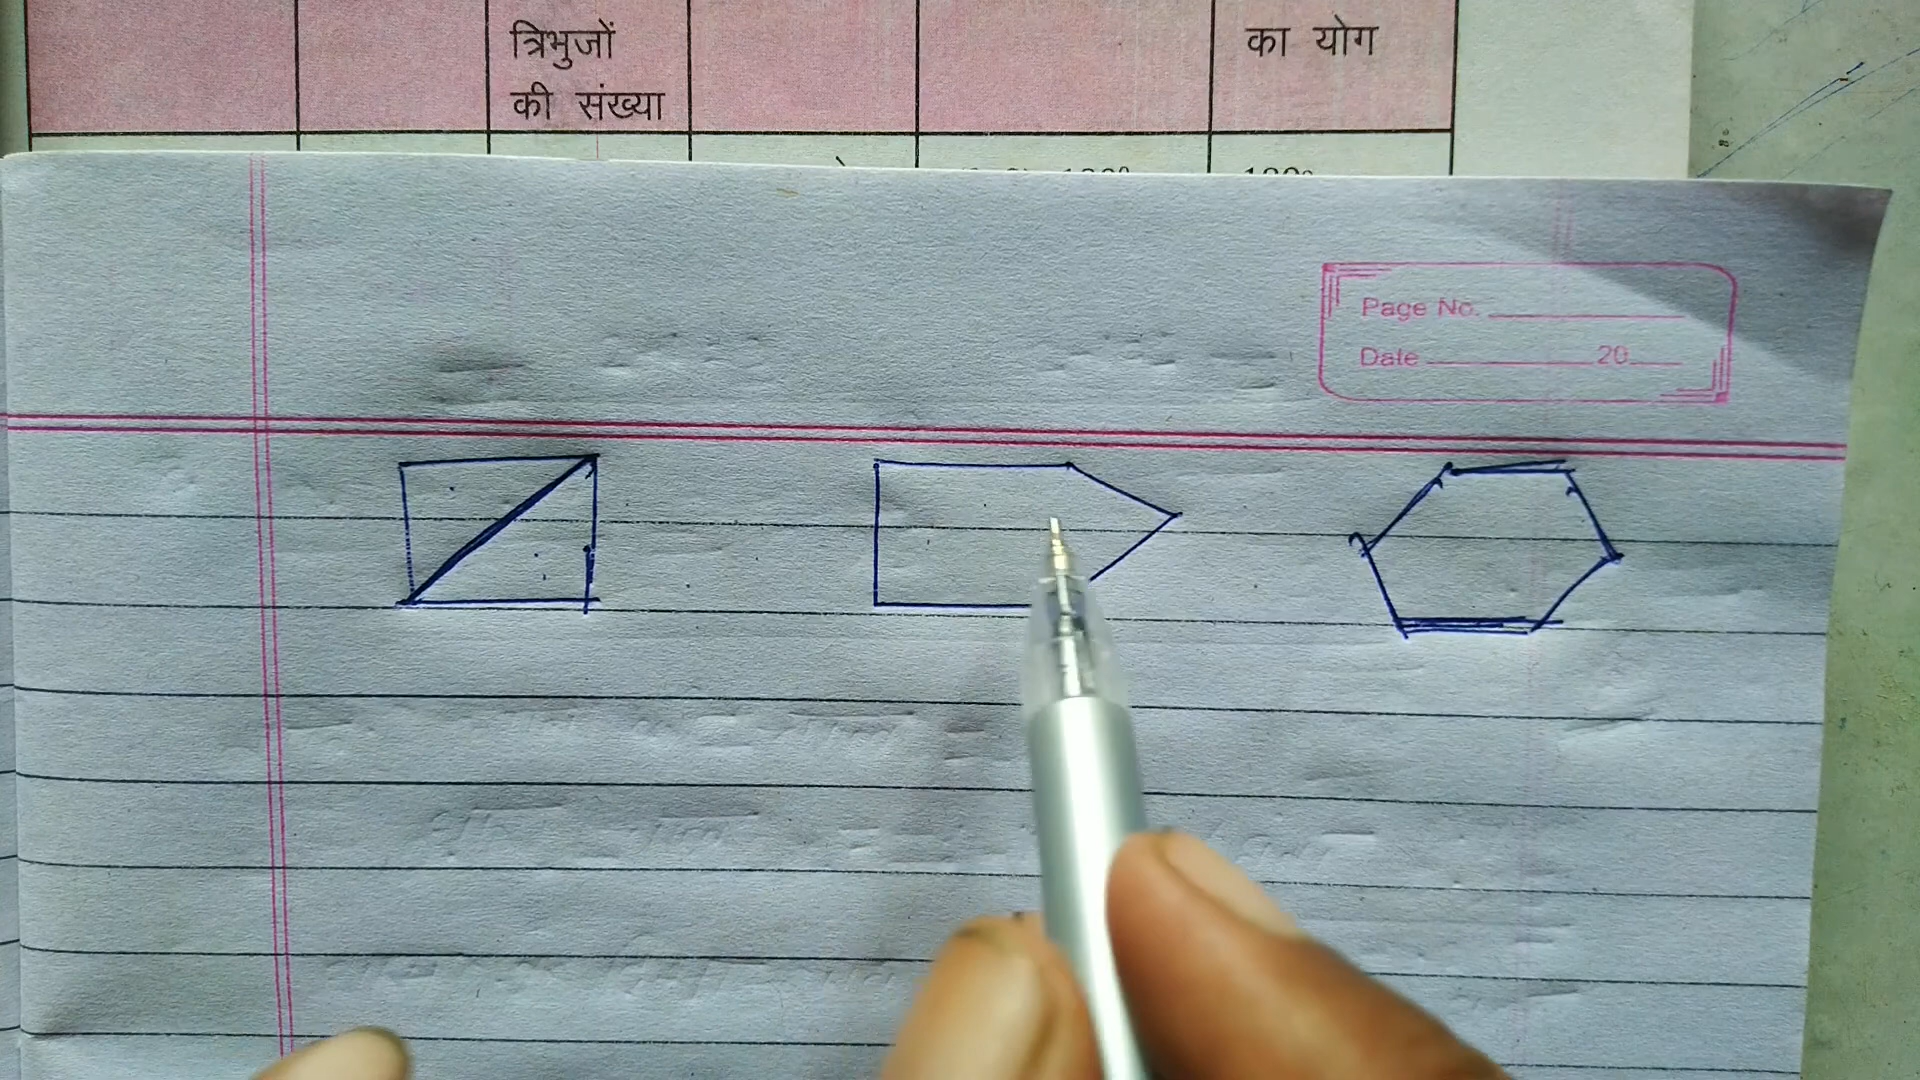 त्रिभुजों
की संख्या
का योग
Page No.
Date 20